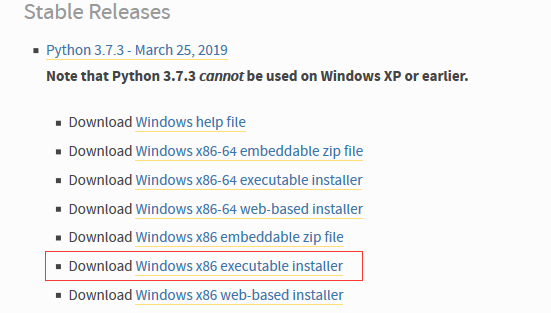 Stable Releases
Python 3.7.3 - March 25, 2019
Note that Python 3.7.3 cannot be used on Windows XP or earlier.
Download Windows help file
Download Windows x86-64 embeddable zip file
Download Windows x86-64 executable installer
Download Windows x86-64 web-based installer
Download Windows x86 embeddable zip file
Download Windows x86 executable installer
Download Windows x86 web-based installer